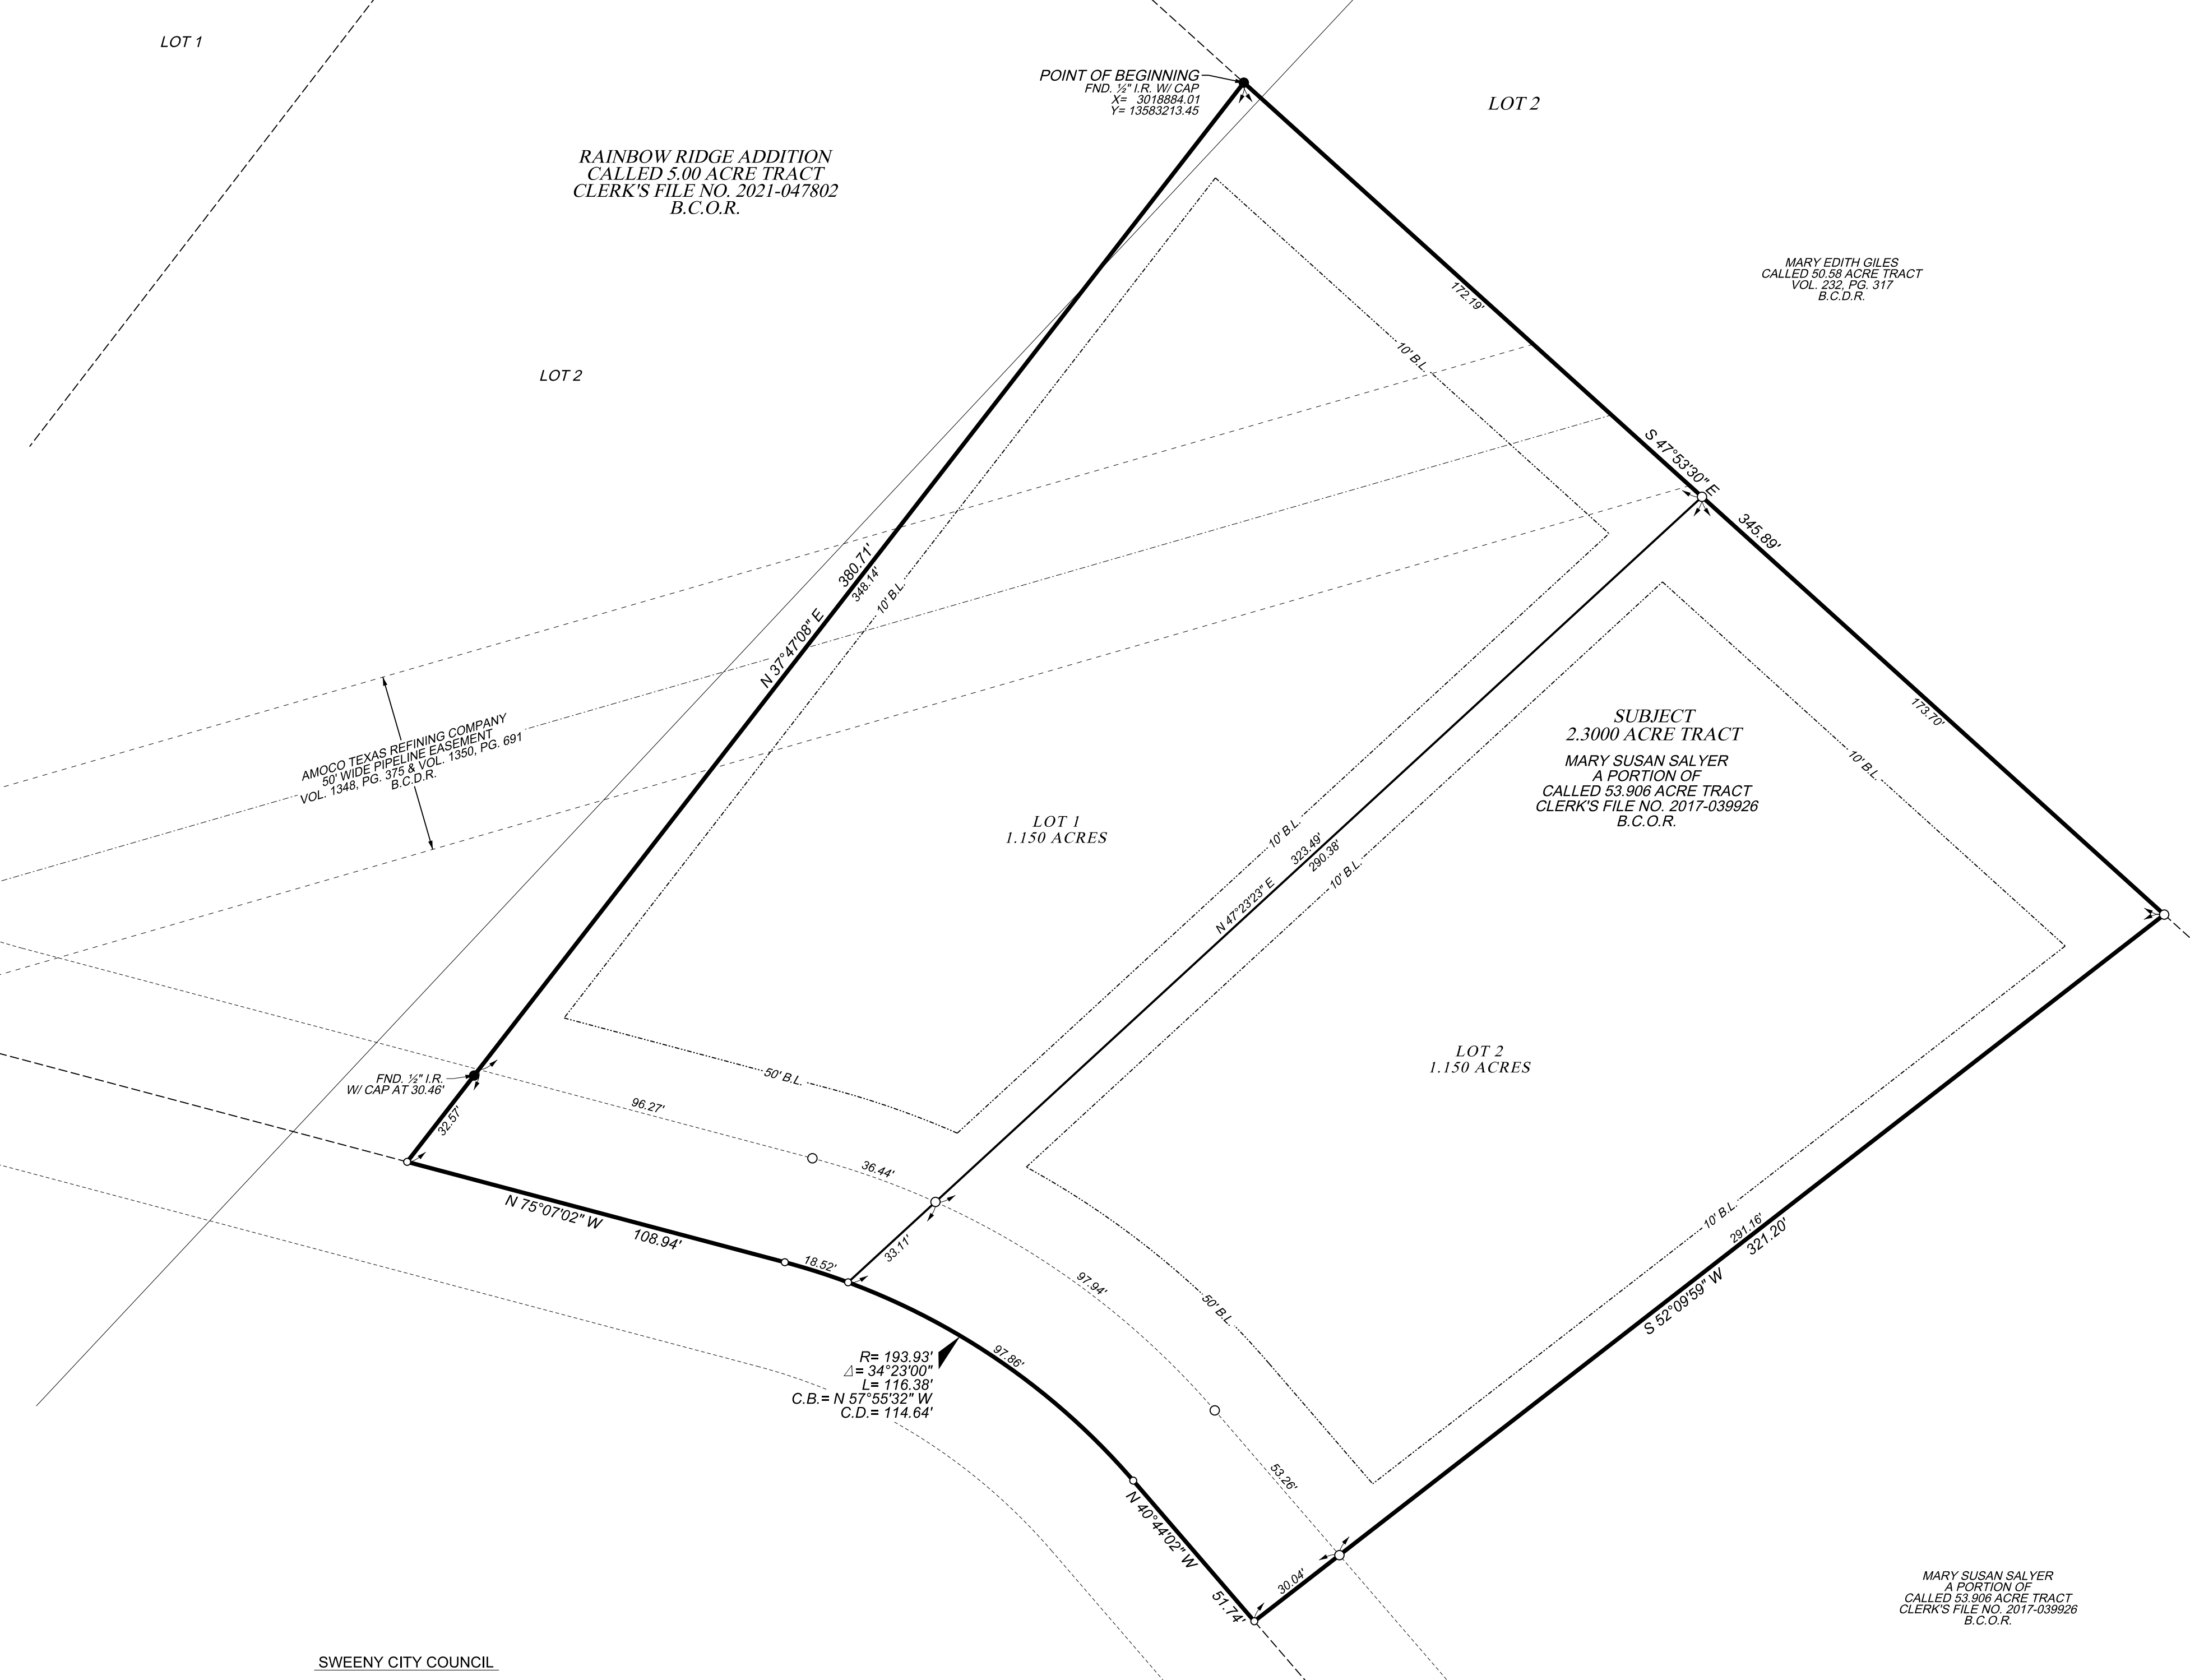 LOT 1
POINT OF BEGINNING
FND. ½" I.R. W/ CAP
X= 3018884.01
Y= 13583213.45
LOT 2
RAINBOW RIDGE ADDITION
CALLED 5.00 ACRE TRACT
CLERK'S FILE NO. 2021-047802
B.C.O.R.
MARY EDITH GILES
CALLED 50.58 ACRE TRACT
VOL. 232, PG. 317
B.C.D.R.
172.19'
10' B.L.
LOT 2
S 47°53'30" E
345.89'
380.71'
348.14'
10' B.L.
N 37°47'08" E
AMOCO TEXAS REFINING COMPANY
50' WIDE PIPELINE EASEMENT
VOL. 1348, PG. 375 & VOL. 1350, PG. 691
B.C.D.R.
SUBJECT
2.3000 ACRE TRACT
MARY SUSAN SALYER
A PORTION OF
CALLED 53.906 ACRE TRACT
CLERK'S FILE NO. 2017-039926
B.C.O.R.
173.70'
10' B.L.
LOT 1
1.150 ACRES
10' B.L.
323.49'
290.38'
10' B.L.
N 47°23'23" E
LOT 2
1.150 ACRES
FND. ½" I.R.
W/ CAP AT 30.46'
50' B.L.
96.27'
32.57'
36.44'
N 75°07'02" W
108.94'
18.52'
33.11'
97.94'
50' B.L.
10' B.L.
291.16'
321.20'
S 52°09'59" W
97.86'
R= 193.93'
△= 34°23'00"
L= 116.38'
C.B.= N 57°55'32" W
C.D.= 114.64'
53.26'
N 40°44'02" W
51.74'
30.04'
MARY SUSAN SALYER
A PORTION OF
CALLED 53.906 ACRE TRACT
CLERK'S FILE NO. 2017-039926
B.C.O.R.
SWEENY CITY COUNCIL